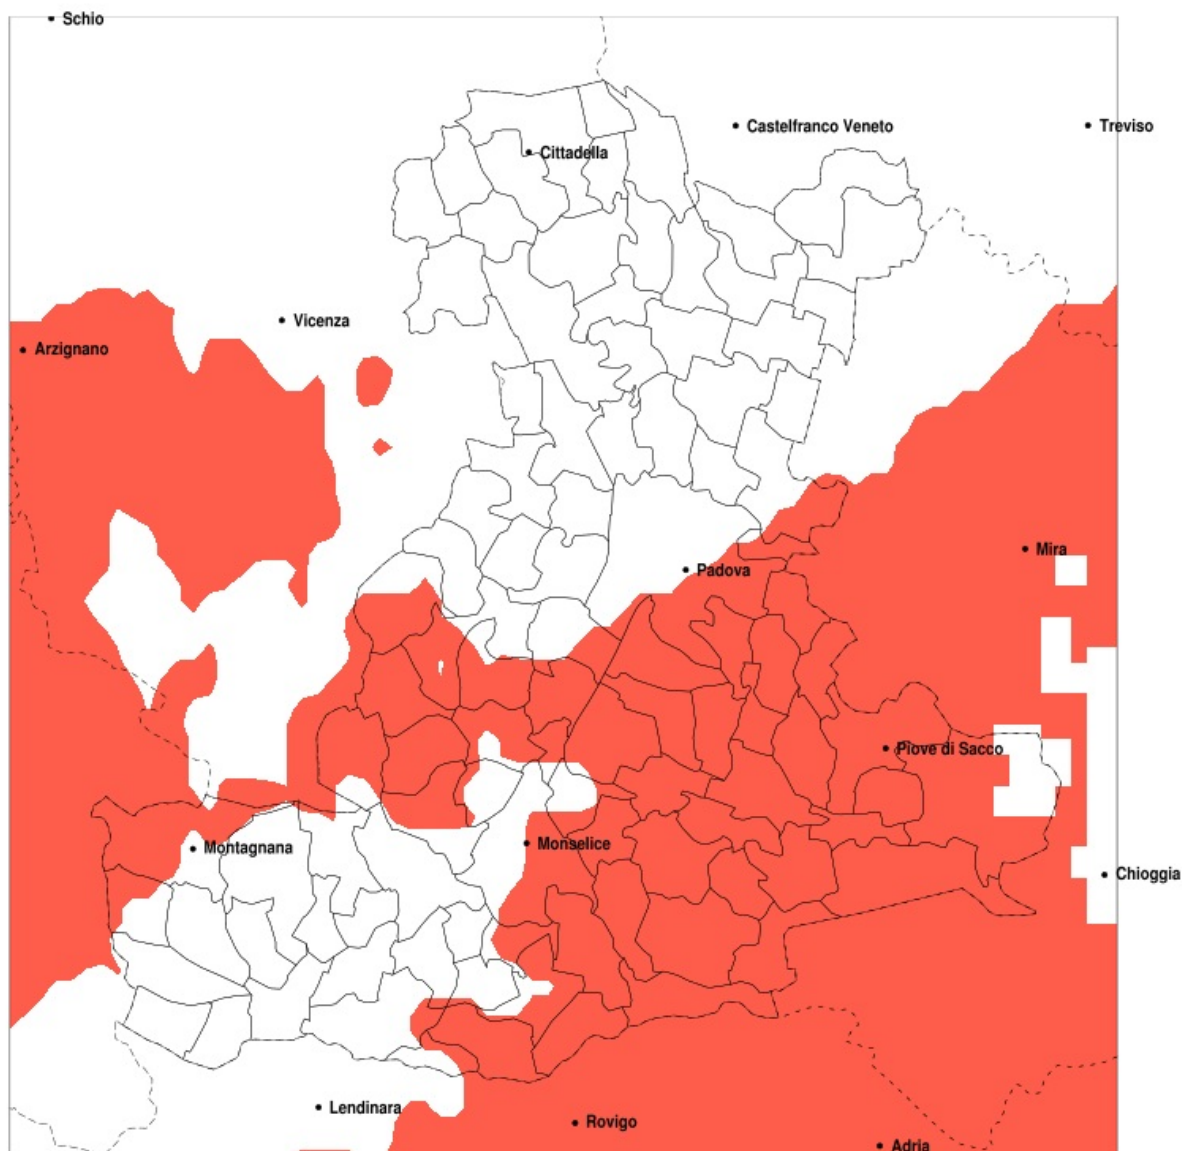 Schio
Castelfranco Veneto
Treviso
Cittadella
Vicenza
Arzignano
Mira
Padova
Piove di Sacco
Monselice
Montagnana
Chioggia
Lendinara
Rovigo
Adria